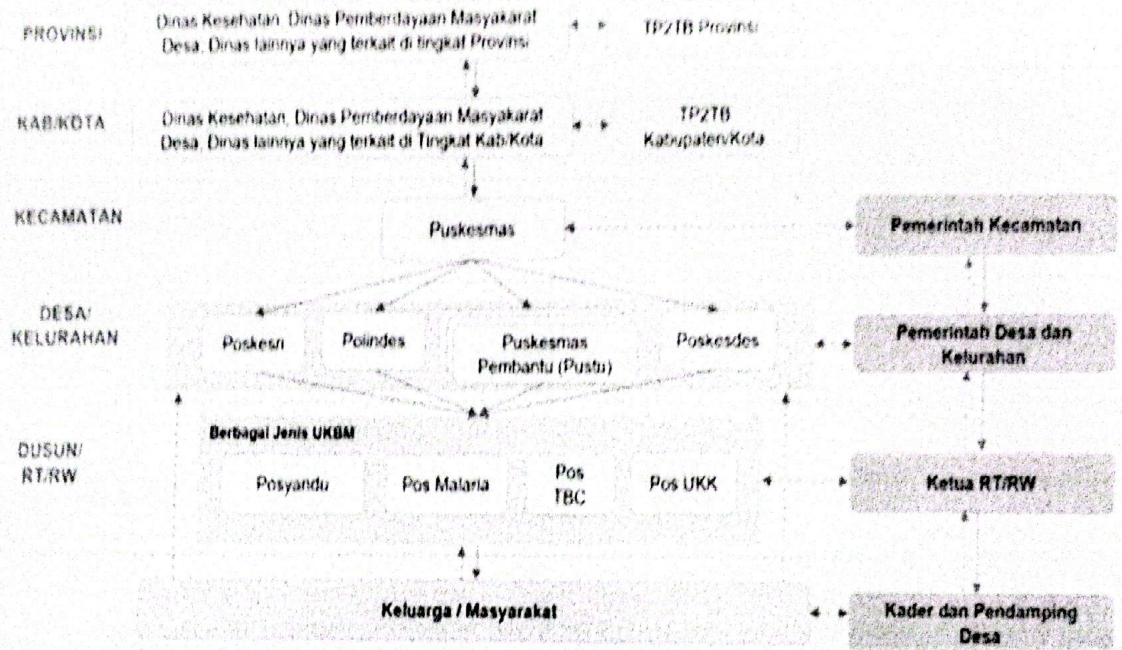 PROVINSI
Dinas Kesehatan, Dinas Pemberdayaan Masyakarat
Desa, Dinas lainnya yang terkait di tingkat Provinsi
TP2TB Provinsi
KAB/KOTA
Dinas Kesehatan, Dinas Pemberdayaan Masyakarat
Desa, Dinas lainnya yang terkait di Tingkat Kab/Kota
TP2TB
Kabupaten/Kota
KECAMATAN
Puskesmas
Pemerintah Kecamatan
DESA/
KELURAHAN
Poskesri
Polindes
Puskesmas
Pembantu (Pustu)
Poskesdes
Pemerintah Desa dan
Kelurahan
DUSUN/
RT/RW
Berbagai Jenis UKBM
Posyandu
Pos Malaria
Pos
TBC
Pos UKK
Ketua RT/RW
Keluarga / Masyarakat
Kader dan Pendamping
Desa